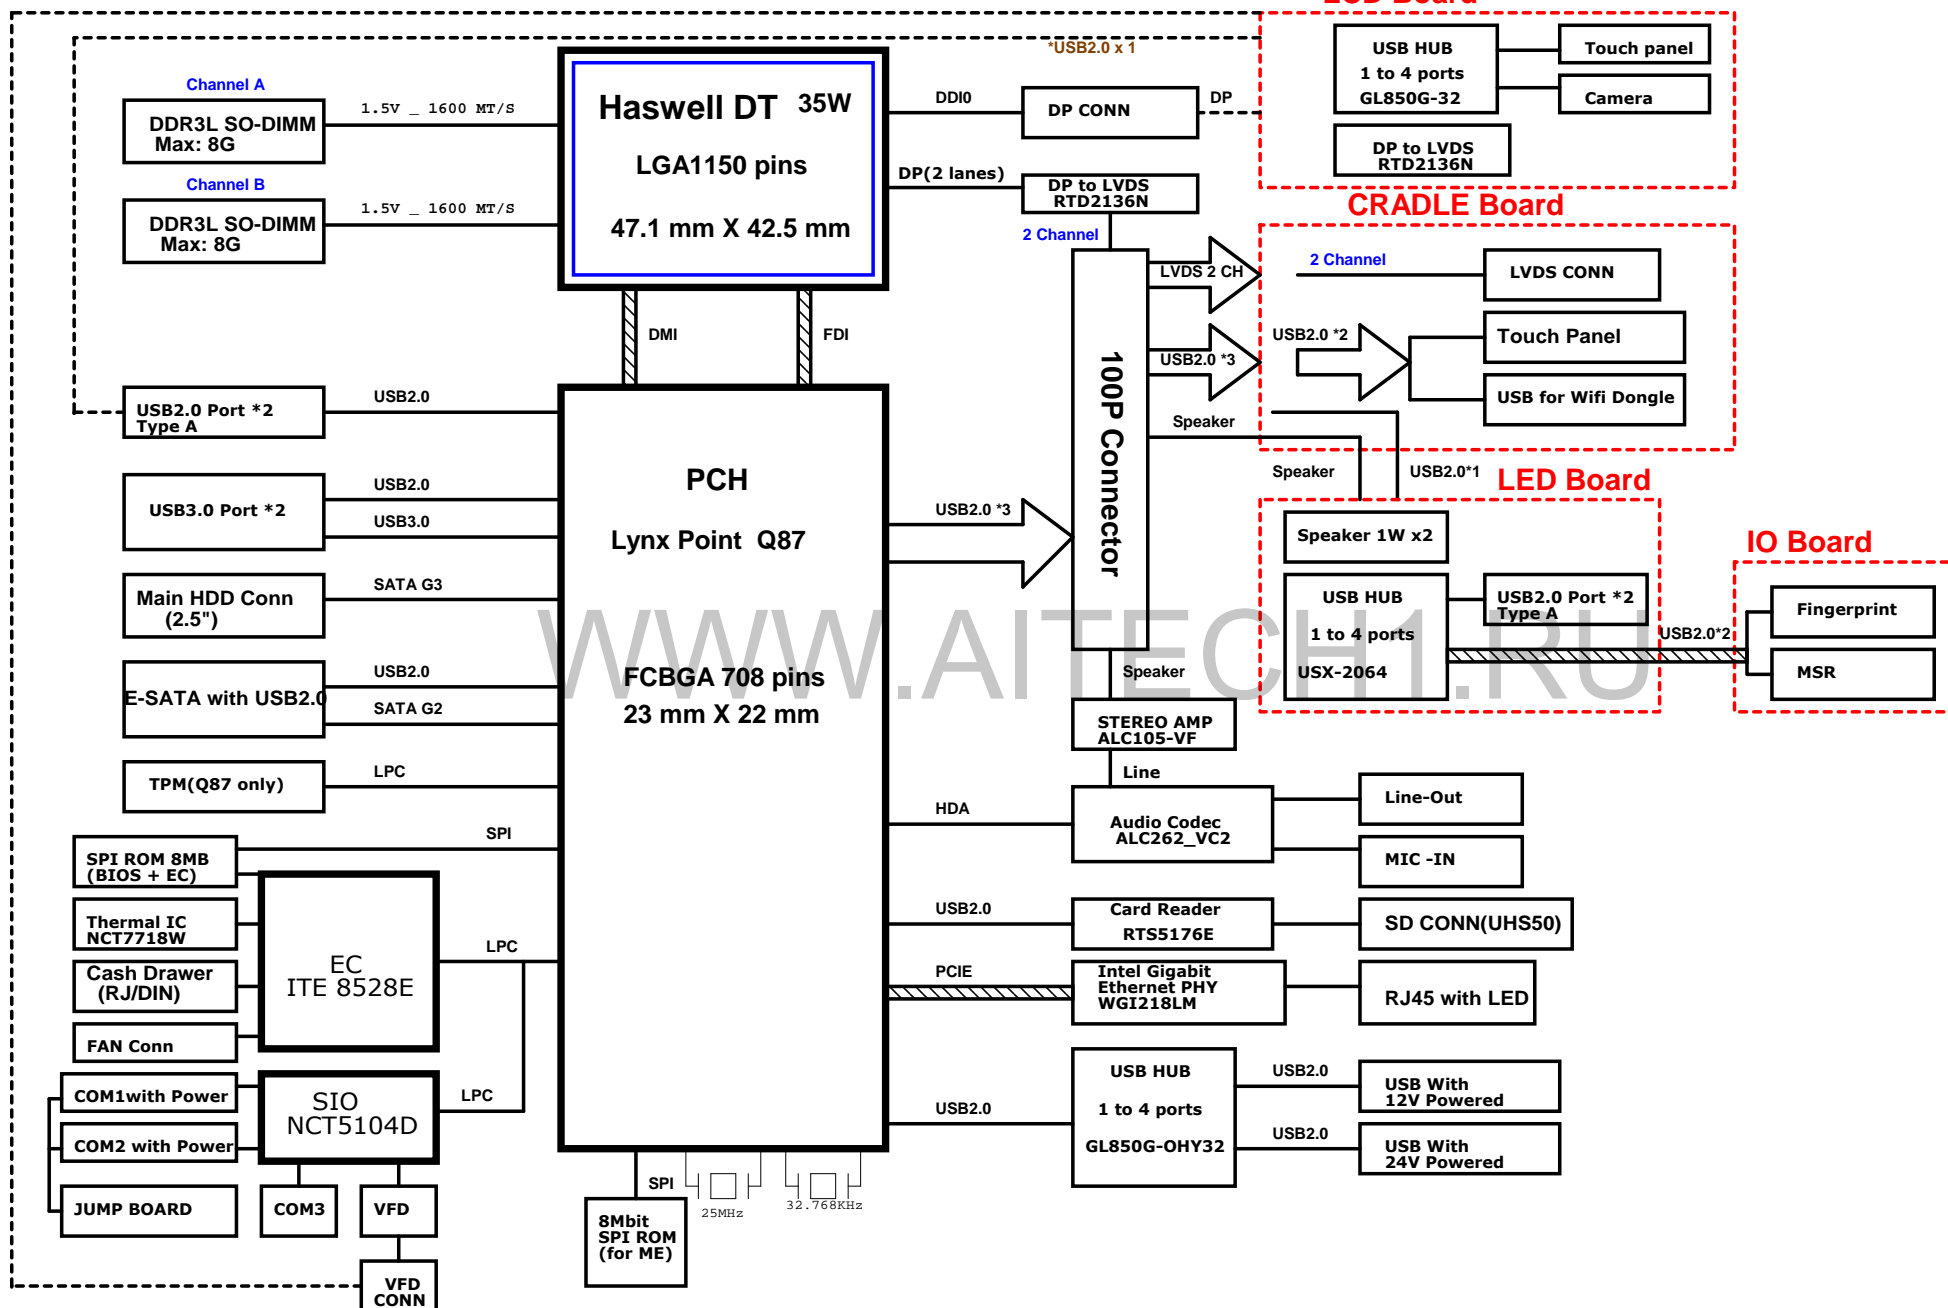 *USB2.0 x 1
USB HUB
1 to 4 ports
GL850G-32
Touch panel
Camera
DP to LVDS
RTD2136N
Channel A
DDR3L SO-DIMM
Max: 8G
1.5V _ 1600 MT/S
Channel B
DDR3L SO-DIMM
Max: 8G
1.5V _ 1600 MT/S
Haswell DT 35W
LGA1150 pins
47.1 mm X 42.5 mm
DDI0
DP CONN
DP
DP(2 lanes)
DP to LVDS
RTD2136N
2 Channel
CRADLE Board
LVDS 2 CH
2 Channel
LVDS CONN
USB2.0 *3
USB2.0 *2
Touch Panel
USB for Wifi Dongle
Speaker
100P Connector
DMI
FDI
USB2.0 Port *2
Type A
USB2.0
USB3.0 Port *2
USB2.0
USB3.0
Main HDD Conn
(2.5")
SATA G3
E-SATA with USB2.0
USB2.0
SATA G2
TPM(Q87 only)
LPC
PCH
Lynx Point Q87
FCBGA 708 pins
23 mm X 22 mm
USB2.0 *3
Speaker
USB2.0*1
LED Board
Speaker 1W x2
USB HUB
1 to 4 ports
USX-2064
USB2.0 Port *2
Type A
USB2.0*2
IO Board
Fingerprint
MSR
WWW.AITECH1.RU
Speaker
STEREO AMP
ALC105-VF
Line
HDA
Audio Codec
ALC262_VC2
Line-Out
MIC -IN
SPI
SPI ROM 8MB
(BIOS + EC)
Thermal IC
NCT7718W
Cash Drawer
(RJ/DIN)
FAN Conn
EC
ITE 8528E
LPC
USB2.0
Card Reader
RTS5176E
SD CONN(UHS50)
PCIE
Intel Gigabit
Ethernet PHY
WGI218LM
RJ45 with LED
COM1with Power
COM2 with Power
JUMP BOARD
SIO
NCT5104D
LPC
COM3
VFD
VFD
CONN
SPI
8Mbit
SPI ROM
(for ME)
25MHz
32.768KHz
USB2.0
USB HUB
1 to 4 ports
GL850G-OHY32
USB2.0
USB With
12V Powered
USB2.0
USB With
24V Powered